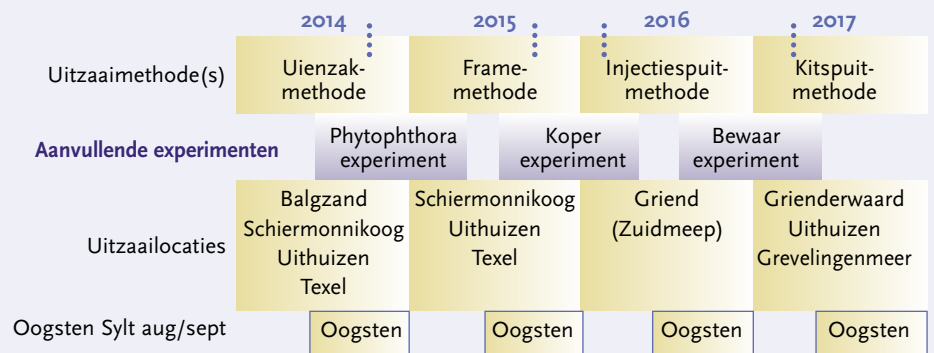 2014 2015 2016 2017
Uitzaaimethode(s)
Uienzak-
methode
Frame-
methode
Injectiespuit-
methode
Kitspuit-
methode
Aanvullende experimenten
Phytophthora
experiment
Koper
experiment
Bewaar
experiment
Uitzaailocaties
Balgzand
Schiermonnikoog
Uithuizen
Texel
Schiermonnikoog
Uithuizen
Texel
Griend
(Zuidmeep)
Grienderwaard
Uithuizen
Grevelingenmeer
Oogsten Sylt aug/sept
Oogsten
Oogsten
Oogsten
Oogsten